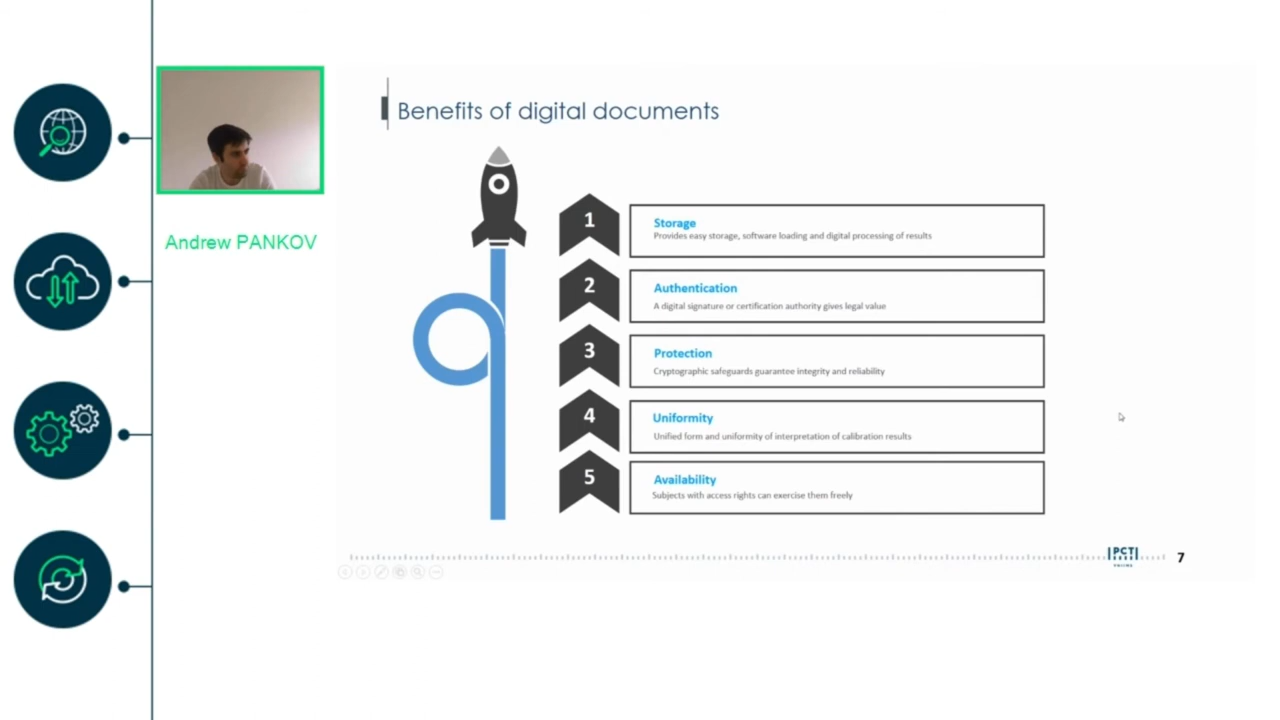 Benefits of digital documents
Andrew PANKOV
1
Storage
Provides easy storage, software loading and digital processing of results
2
Authentication
A digital signature or certification authority gives legal value
3
Protection
Cryptographic safeguards guarantee integrity and reliability
4
Uniformity
Unified form and uniformity of interpretation of calibration results
5
Availability
Subjects with access rights can exercise them freely
PCT
7